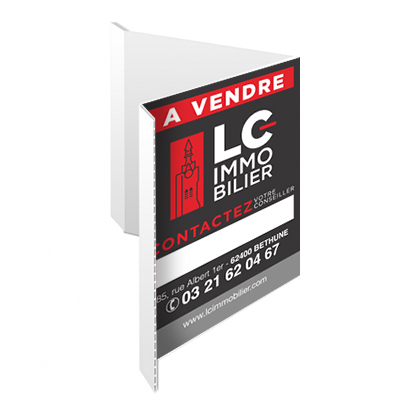 A VENDRE
LC
IMMO
BILIER
CONTACTEZ VOTRE CONSEILLER
85, rue Albert 1er - 62400 BETHUNE
03 21 62 04 67
www.lcimmobilier.com